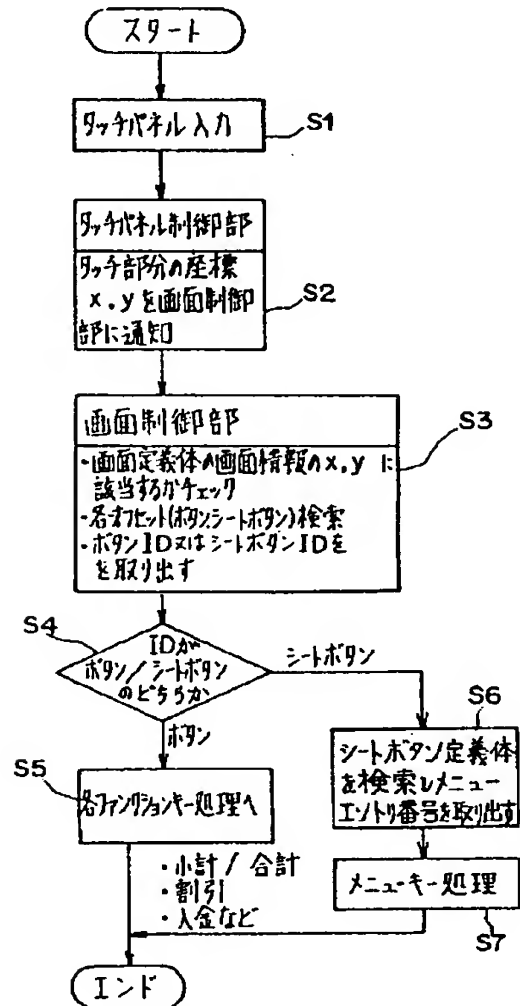 スタート
タッチパネル入力
S1
タッチパネル制御部
タッチ部分の座標
x.yを画面制御
部に通知
S2
画面制御部
・画面定義体の画面情報のx.yに
該当するかチェック
・各オフセット(ボタン,シートボタン)検索
・ボタンID又はシートボタンIDを
を取り出す
S3
S4
IDが
ボタン/シートボタン
のどちらか
シートボタン
ボタン
S5
各ファンクションキー処理へ
・小計/合計
・割引
・入金など
S6
シートボタン定義体
を検索しメニュー
エントリ番号を取り出す
メニューキー処理
S7
エンド